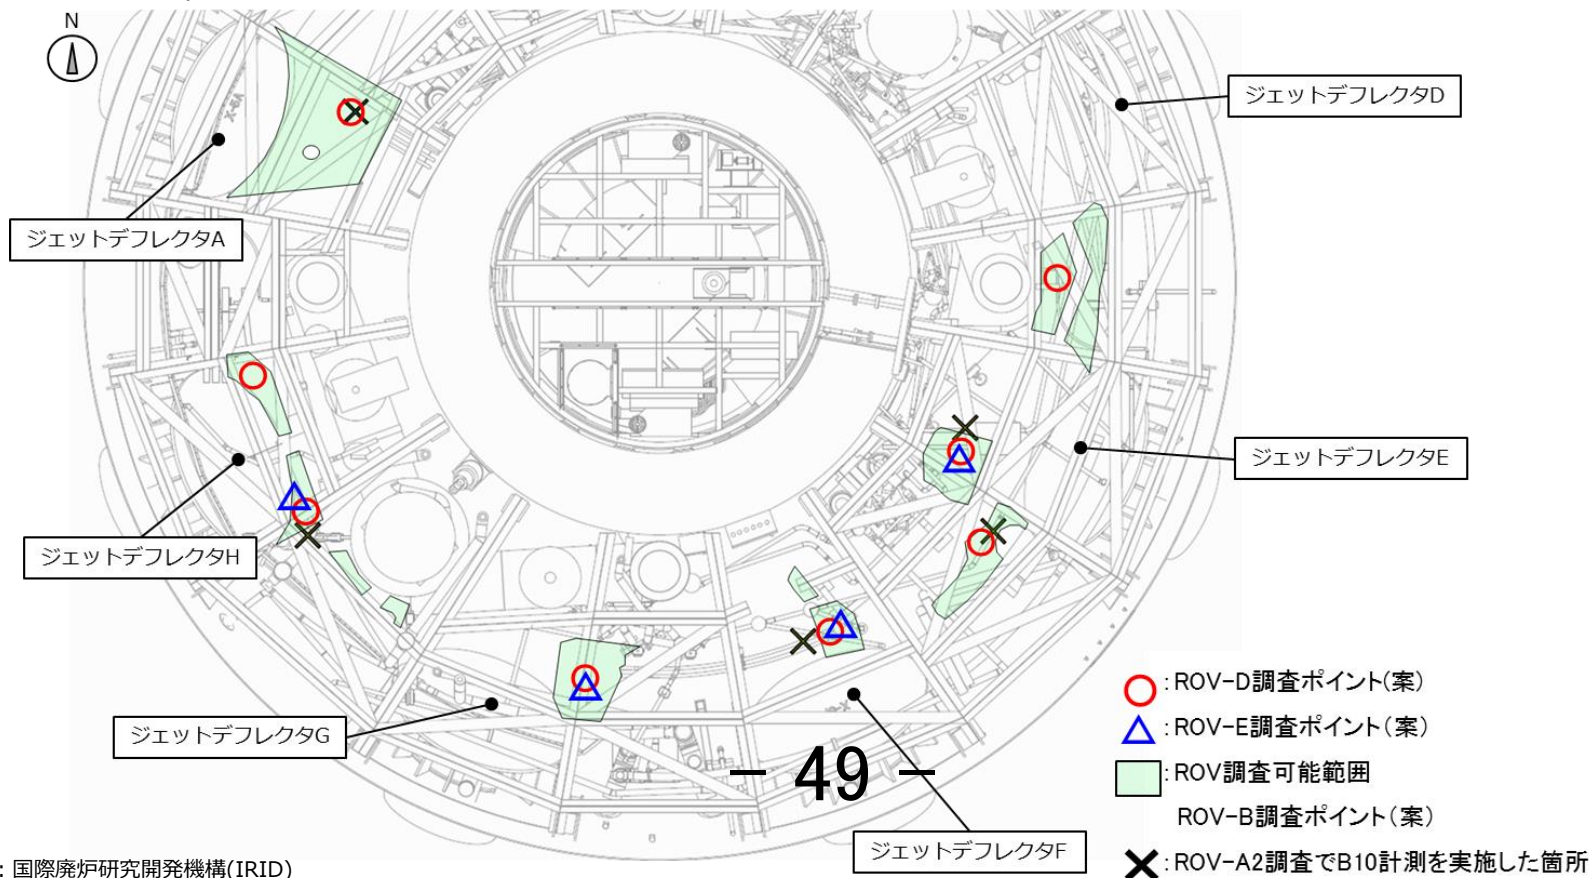 N
X-5A
ジェットデフレクタD
ジェットデフレクタA
ジェットデフレクタE
ジェットデフレクタH
ジェットデフレクタG
ジェットデフレクタF
- 49 -
:ROV-D調査ポイント(案)
:ROV-E調査ポイント(案)
:ROV調査可能範囲
ROV-B調査ポイント(案)
:ROV-A2調査でB10計測を実施した箇所
:国際廃炉研究開発機構(IRID)